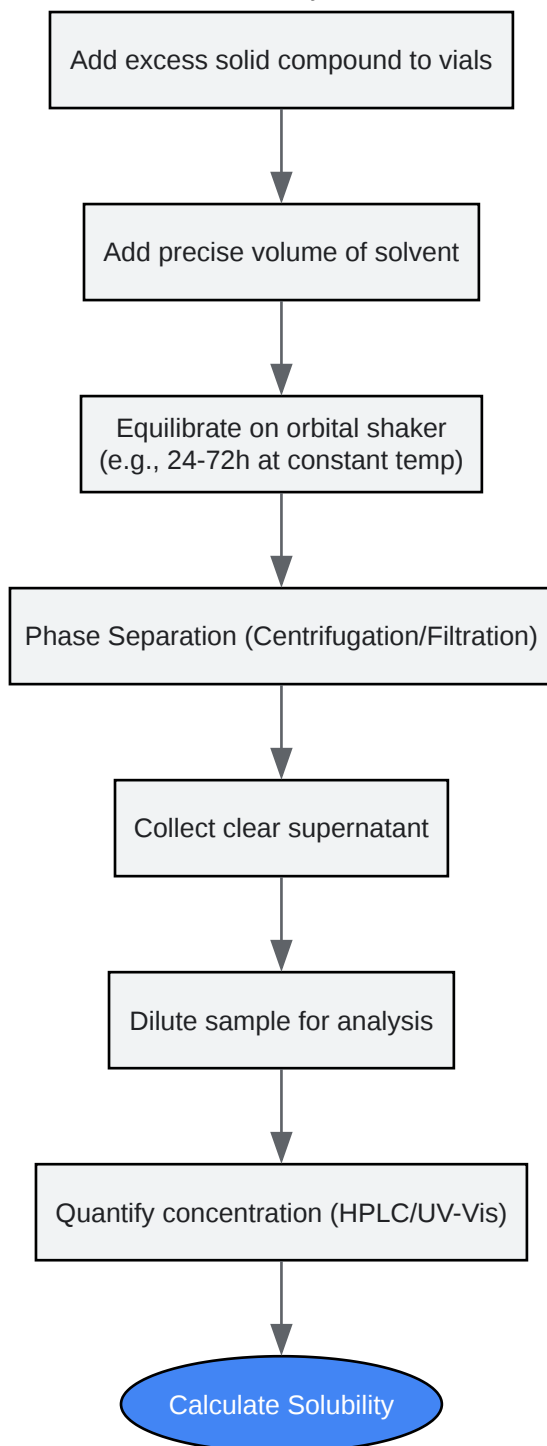 Add excess solid compound to vials
Add precise volume of solvent
Equilibrate on orbital shaker
(e.g., 24-72h at constant temp)
Phase Separation (Centrifugation/Filtration)
Collect clear supernatant
Dilute sample for analysis
Quantify concentration (HPLC/UV-Vis)
Calculate Solubility